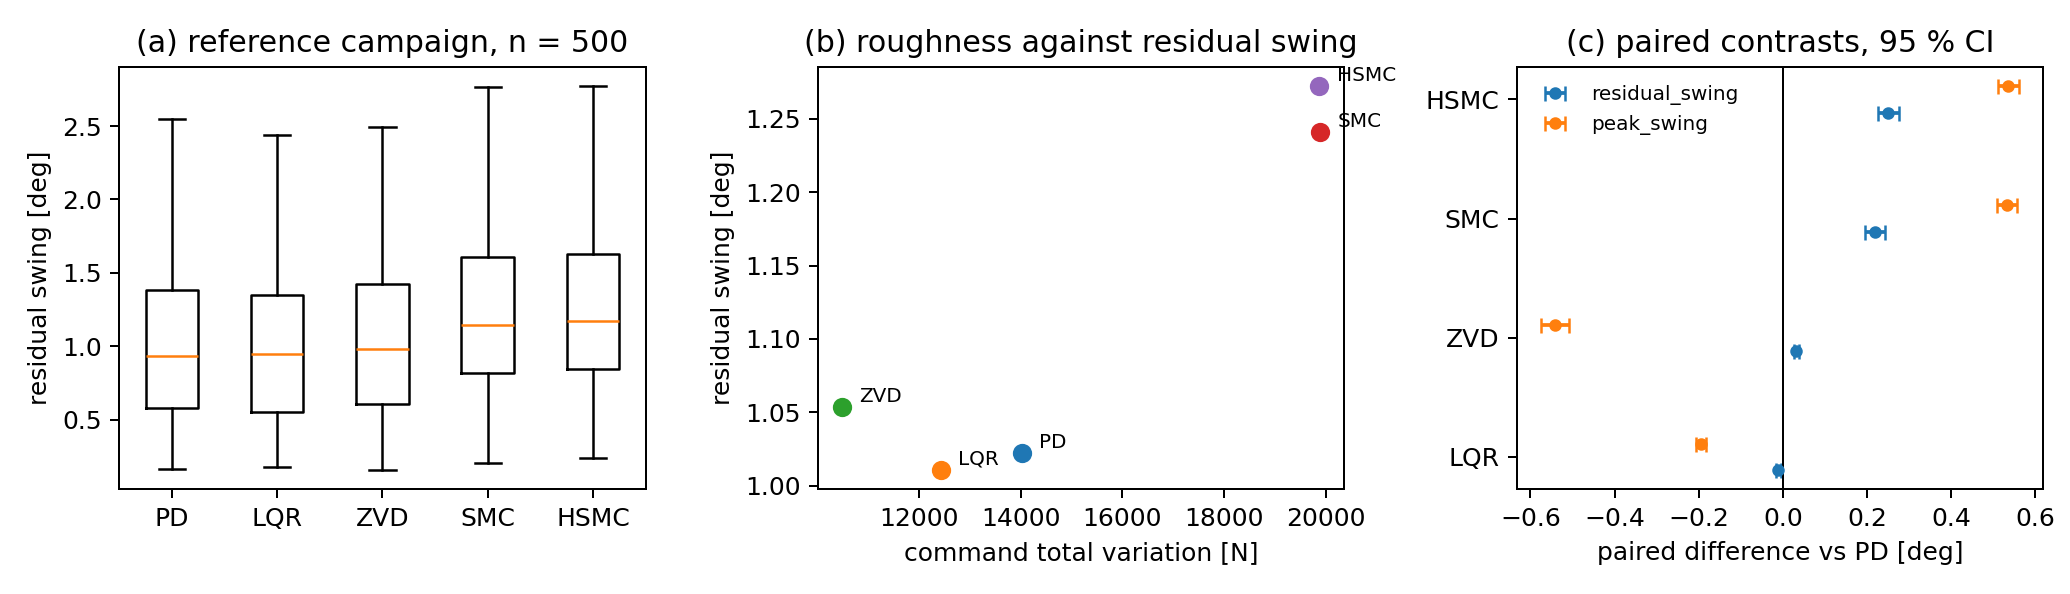 (a) reference campaign, n = 500
residual swing [deg]
2.5
2.0
1.5
1.0
0.5
PD
LQR
ZVD
SMC
HSMC
(b) roughness against residual swing
residual swing [deg]
1.25
1.20
1.15
1.10
1.05
1.00
HSMC
SMC
ZVD
PD
LQR
12000
14000
16000
18000
20000
command total variation [N]
(c) paired contrasts, 95 % CI
HSMC
SMC
ZVD
LQR
residual_swing
peak_swing
−0.6
−0.4
−0.2
0.0
0.2
0.4
0.6
paired difference vs PD [deg]